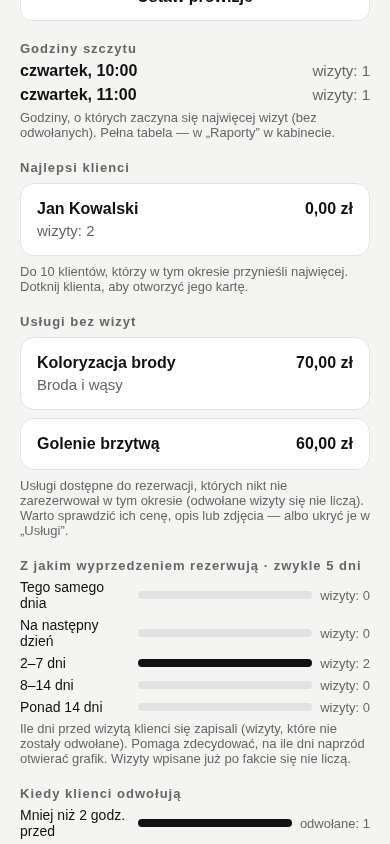 Godziny szczytu
czwartek, 10:00 wizyty: 1
czwartek, 11:00 wizyty: 1
Godziny, o których zaczyna się najwięcej wizyt (bez
odwołanych). Pełna tabela — w „Raporty” w kabinecie.
Najlepsi klienci
Jan Kowalski 0,00 zł
wizyty: 2
Do 10 klientów, którzy w tym okresie przynieśli najwięcej.
Dotknij klienta, aby otworzyć jego kartę.
Usługi bez wizyt
Koloryzacja brody 70,00 zł
Broda i wąsy
Golenie brzytwą 60,00 zł
Usługi dostępne do rezerwacji, których nikt nie
zarezerwował w tym okresie (odwołane wizyty się nie liczą).
Warto sprawdzić ich cenę, opis lub zdjęcia — albo ukryć je w
„Usługi”.
Z jakim wyprzedzeniem rezerwują · zwykle 5 dni
Tego samego
dnia wizyty: 0
Na następny
dzień wizyty: 0
2–7 dni wizyty: 2
8–14 dni wizyty: 0
Ponad 14 dni wizyty: 0
Ile dni przed wizytą klienci się zapisali (wizyty, które nie
zostały odwołane). Pomaga zdecydować, na ile dni naprzód
otwierać grafik. Wizyty wpisane już po fakcie się nie liczą.
Kiedy klienci odwołują
Mniej niż 2 godz.
przed odwołane: 1